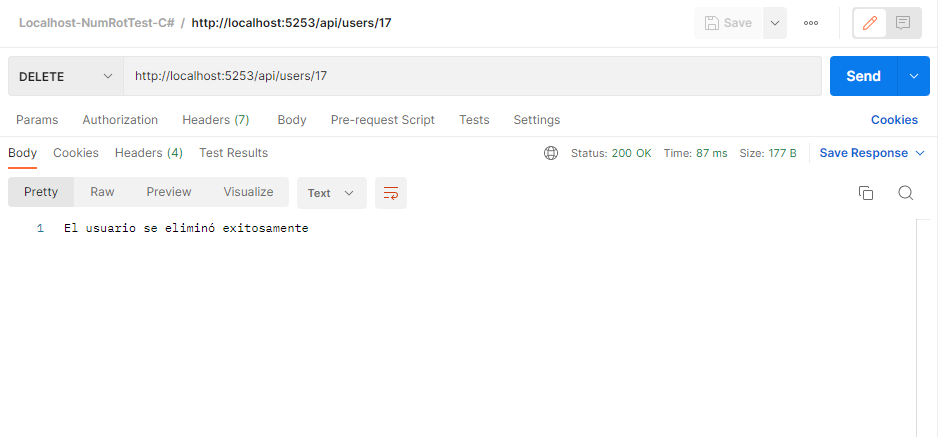 Localhost-NumRotTest-C# / http://localhost:5253/api/users/17 Save
DELETE http://localhost:5253/api/users/17 Send
Params Authorization Headers (7) Body Pre-request Script Tests Settings Cookies
Body Cookies Headers (4) Test Results Status: 200 OK Time: 87 ms Size: 177 B Save Response
Pretty Raw Preview Visualize Text
1 El usuario se eliminó exitosamente